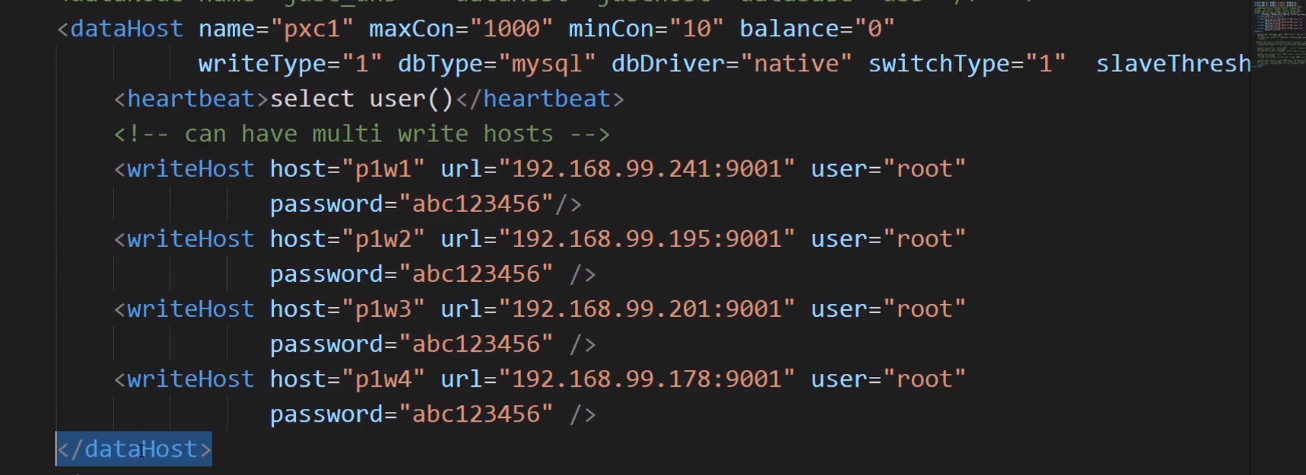 <dataHost name="pxc1" maxCon="1000" minCon="10" balance="0"
writeType="1" dbType="mysql" dbDriver="native" switchType="1" slaveThresh
<heartbeat>select user()</heartbeat>
<!-- can have multi write hosts -->
<writeHost host="p1w1" url="192.168.99.241:9001" user="root"
password="abc123456"/>
<writeHost host="p1w2" url="192.168.99.195:9001" user="root"
password="abc123456" />
<writeHost host="p1w3" url="192.168.99.201:9001" user="root"
password="abc123456" />
<writeHost host="p1w4" url="192.168.99.178:9001" user="root"
password="abc123456" />
</dataHost>